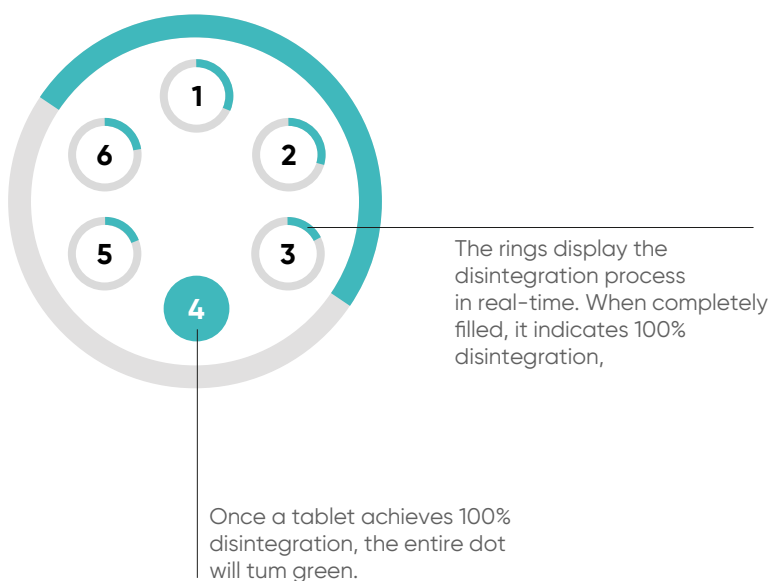 1
6
2
5
3
4
The rings display the
disintegration process
in real-time. When completely
filled, it indicates 100%
disintegration,
Once a tablet achieves 100%
disintegration, the entire dot
will tum green.